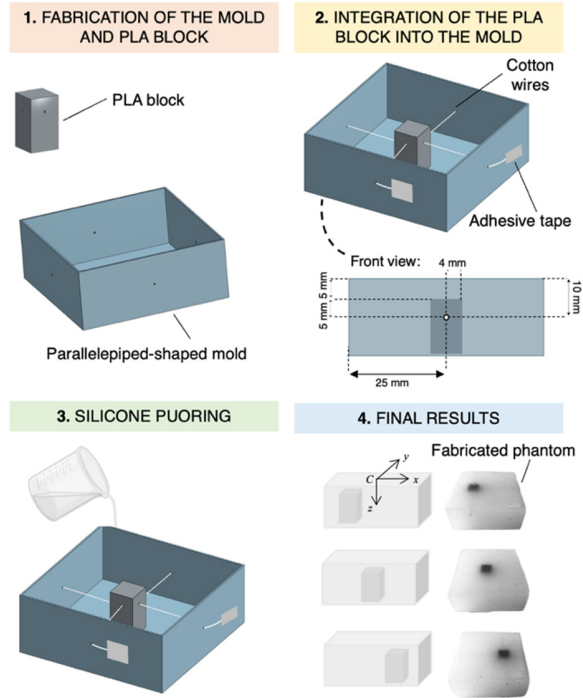 1. FABRICATION OF THE MOLD
AND PLA BLOCK
PLA block
Parallelepiped-shaped mold
2. INTEGRATION OF THE PLA
BLOCK INTO THE MOLD
Cotton
wires
Adhesive tape
Front view:
4 mm
5 mm 5 mm
10 mm
25 mm
3. SILICONE PUORING
4. FINAL RESULTS
Fabricated phantom
C
y
x
z